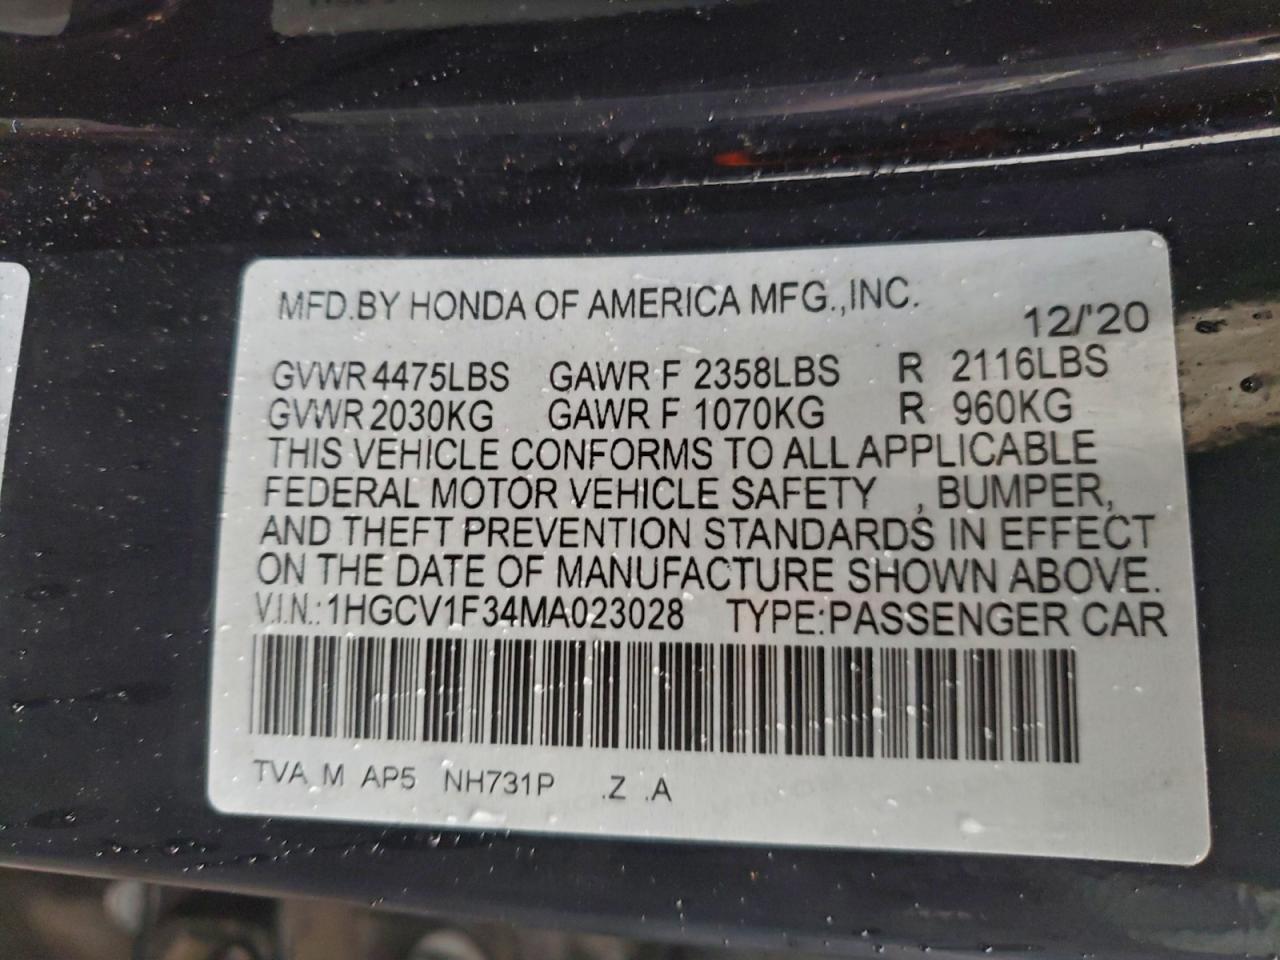 MFD.BY HONDA OF AMERICA MFG.,INC.
12/'20
GVWR 4475LBS GAWR F 2358LBS R 2116LBS
GVWR 2030KG GAWR F 1070KG R 960KG
THIS VEHICLE CONFORMS TO ALL APPLICABLE
FEDERAL MOTOR VEHICLE SAFETY , BUMPER,
AND THEFT PREVENTION STANDARDS IN EFFECT
ON THE DATE OF MANUFACTURE SHOWN ABOVE.
V.I.N.: 1HGCV1F34MA023028 TYPE:PASSENGER CAR
TVA M AP5 NH731P .Z .A